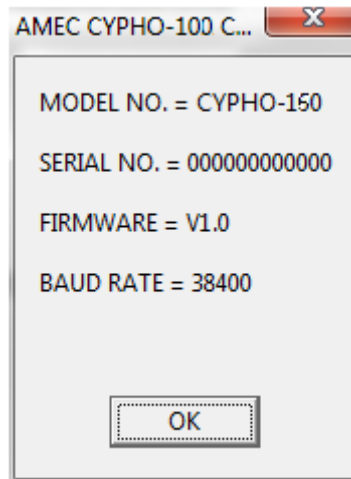 AMEC CYPHO-100 C...
MODEL NO. = CYPHO-150
SERIAL NO. = 000000000000
FIRMWARE = V1.0
BAUD RATE = 38400
OK